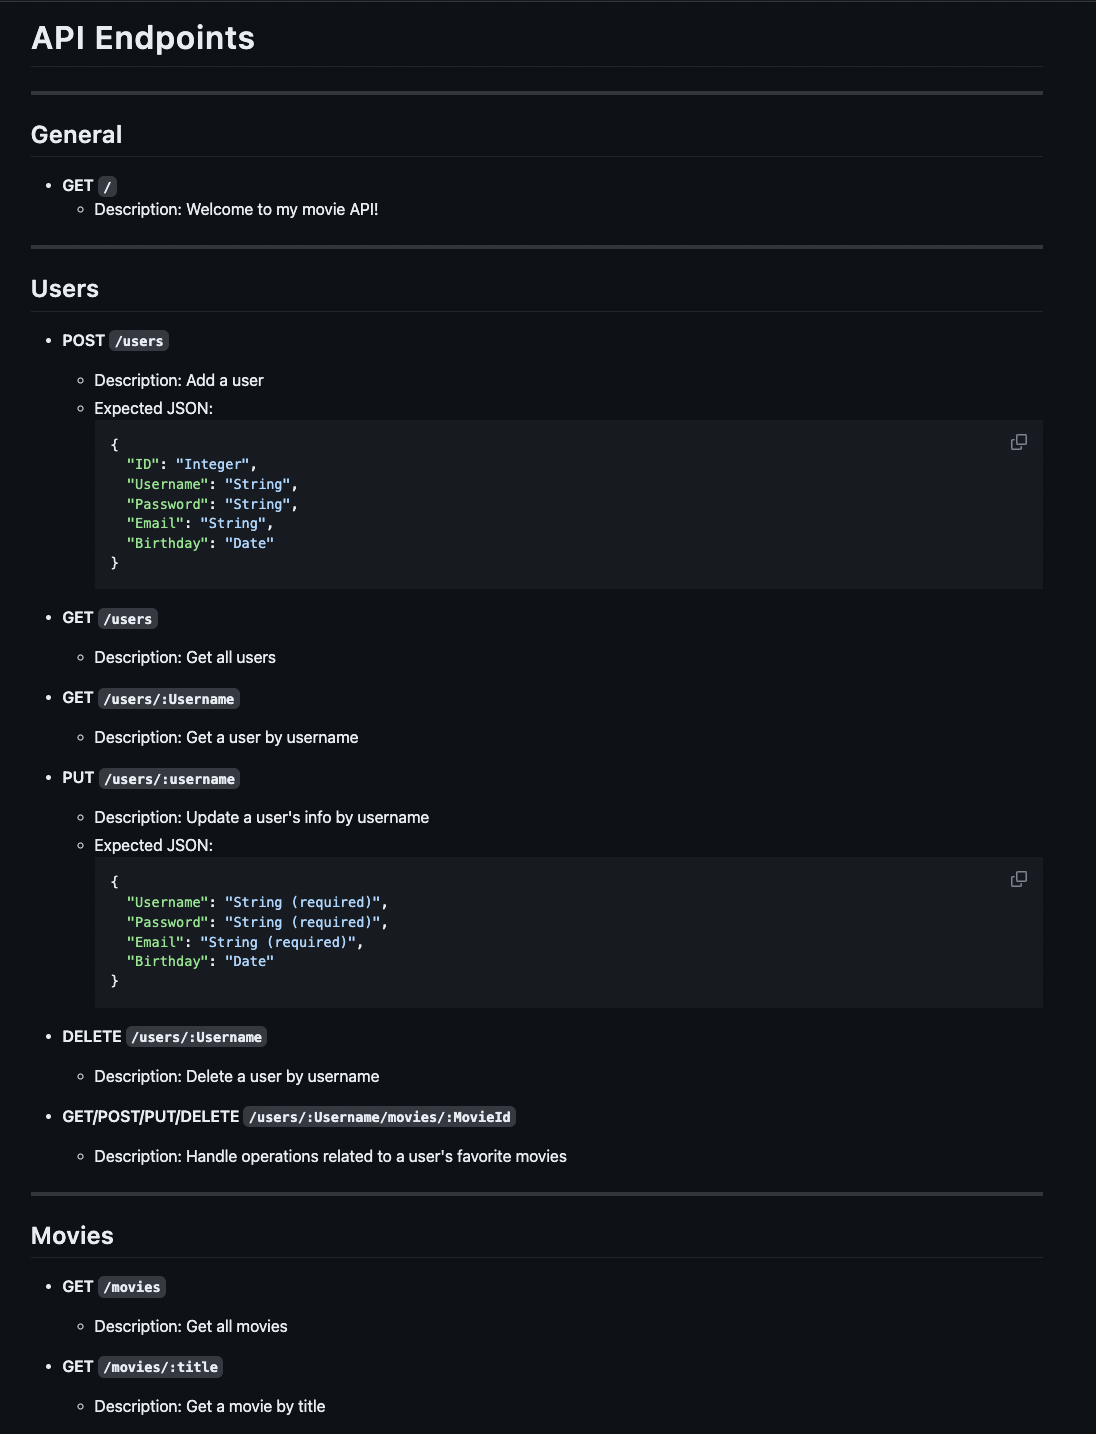 API Endpoints
General
GET /
Description: Welcome to my movie API!
Users
POST /users
Description: Add a user
Expected JSON:
{
"ID": "Integer",
"Username": "String",
"Password": "String",
"Email": "String",
"Birthday": "Date"
}
GET /users
Description: Get all users
GET /users/:Username
Description: Get a user by username
PUT /users/:username
Description: Update a user's info by username
Expected JSON:
{
"Username": "String (required)",
"Password": "String (required)",
"Email": "String (required)",
"Birthday": "Date"
}
DELETE /users/:Username
Description: Delete a user by username
GET/POST/PUT/DELETE /users/:Username/movies/:MovieId
Description: Handle operations related to a user's favorite movies
Movies
GET /movies
Description: Get all movies
GET /movies/:title
Description: Get a movie by title